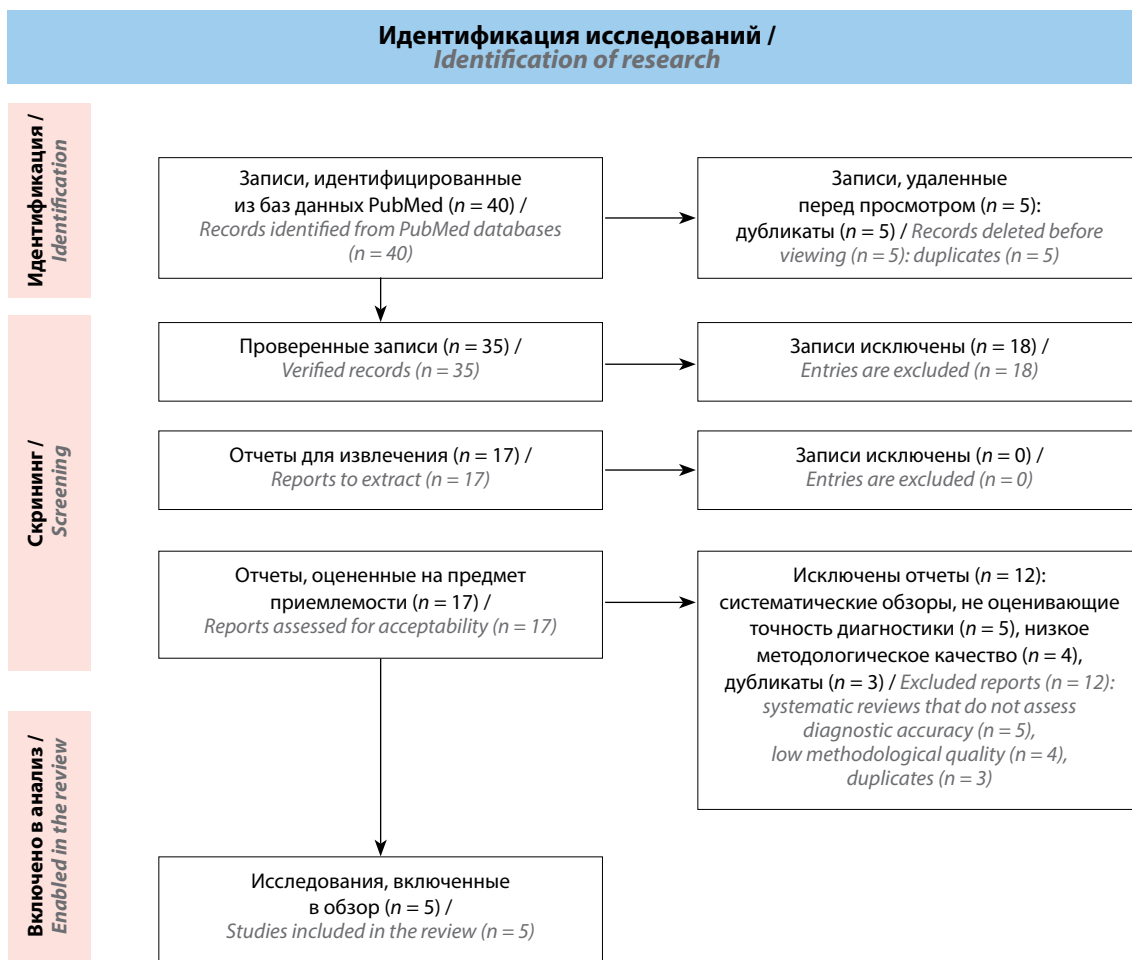 Идентификация исследований /
Identification of research
Идентификация /
Identification
Записи, идентифицированные
из баз данных PubMed (n = 40) /
Records identified from PubMed databases
(n = 40)
Записи, удаленные
перед просмотром (n = 5):
дубликаты (n = 5) / Records deleted before
viewing (n = 5): duplicates (n = 5)
Скрининг /
Screening
Проверенные записи (n = 35) /
Verified records (n = 35)
Записи исключены (n = 18) /
Entries are excluded (n = 18)
Отчеты для извлечения (n = 17) /
Reports to extract (n = 17)
Записи исключены (n = 0) /
Entries are excluded (n = 0)
Отчеты, оцененные на предмет
приемлемости (n = 17) /
Reports assessed for acceptability (n = 17)
Исключены отчеты (n = 12):
систематические обзоры, не оценивающие
точность диагностики (n = 5), низкое
методологическое качество (n = 4),
дубликаты (n = 3) / Excluded reports (n = 12):
systematic reviews that do not assess
diagnostic accuracy (n = 5),
low methodological quality (n = 4),
duplicates (n = 3)
Включено в анализ /
Enabled in the review
Исследования, включенные
в обзор (n = 5) /
Studies included in the review (n = 5)